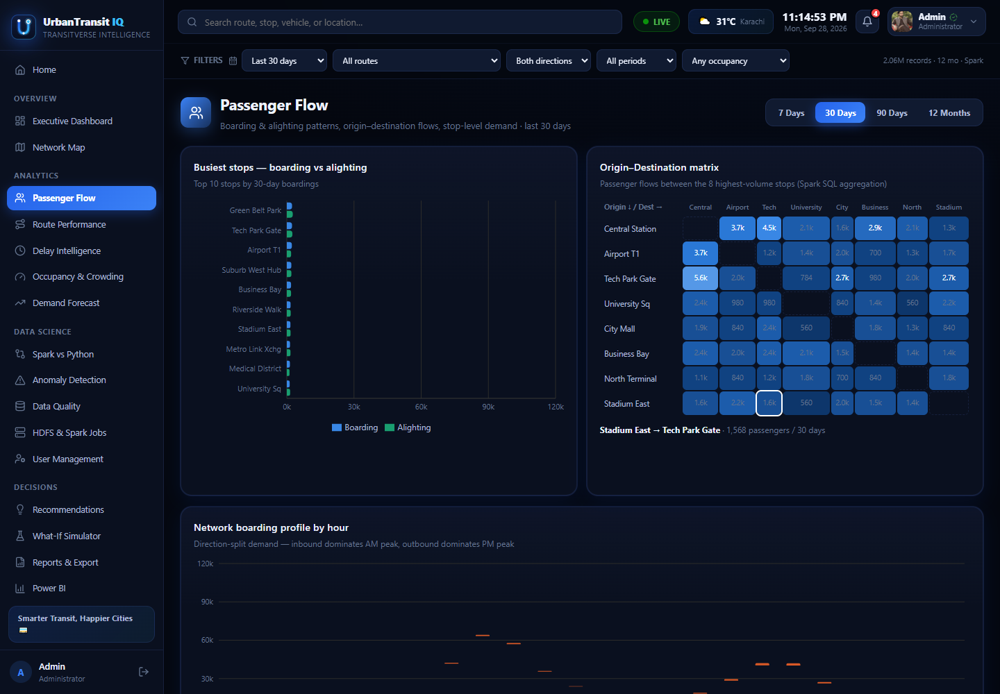 UrbanTransit IQ
TRANSITVERSE INTELLIGENCE
Home
OVERVIEW
Executive Dashboard
Network Map
ANALYTICS
Passenger Flow
Route Performance
Delay Intelligence
Occupancy & Crowding
Demand Forecast
DATA SCIENCE
Spark vs Python
Anomaly Detection
Data Quality
HDFS & Spark Jobs
User Management
DECISIONS
Recommendations
What-If Simulator
Reports & Export
Power BI
Smarter Transit, Happier Cities
A
Admin
Administrator
Search route, stop, vehicle, or location...
LIVE
31°C Karachi
11:14:53 PM
Mon, Sep 28, 2026
4
Admin
Administrator
FILTERS
Last 30 days
All routes
Both directions
All periods
Any occupancy
2.06M records · 12 mo · Spark
Passenger Flow
Boarding & alighting patterns, origin–destination flows, stop-level demand · last 30 days
7 Days
30 Days
90 Days
12 Months
Busiest stops — boarding vs alighting
Top 10 stops by 30-day boardings
Green Belt Park
Tech Park Gate
Airport T1
Suburb West Hub
Business Bay
Riverside Walk
Stadium East
Metro Link Xchg
Medical District
University Sq
0k 30k 60k 90k 120k
Boarding Alighting
Origin–Destination matrix
Passenger flows between the 8 highest-volume stops (Spark SQL aggregation)
Origin ↓ / Dest → Central Airport Tech University City Business North Stadium
Central Station 3.7k 4.5k 2.1k 1.6k 2.9k 2.1k 1.3k
Airport T1 3.7k 1.2k 1.4k 2.0k 700 1.3k 1.7k
Tech Park Gate 5.6k 2.0k 784 2.7k 980 2.0k 2.7k
University Sq 2.4k 980 980 840 1.4k 560 2.2k
City Mall 1.9k 840 2.4k 560 1.8k 1.3k 840
Business Bay 2.4k 2.0k 2.4k 2.1k 1.5k 1.4k 1.4k
North Terminal 1.1k 840 1.2k 1.8k 700 840 1.8k
Stadium East 1.6k 2.2k 1.6k 560 2.0k 1.5k 1.4k
Stadium East → Tech Park Gate · 1,568 passengers / 30 days
Network boarding profile by hour
Direction-split demand — inbound dominates AM peak, outbound dominates PM peak
120k
90k
60k
30k